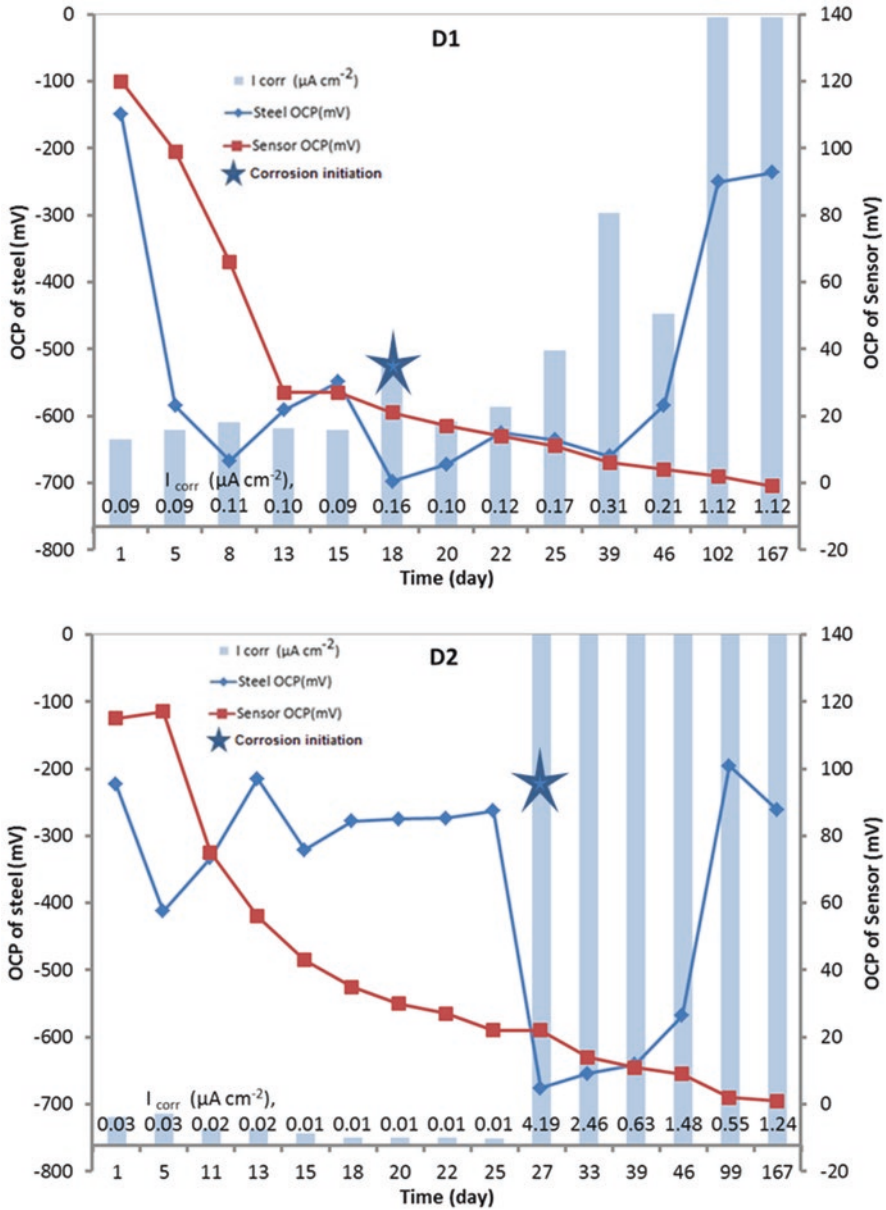 D1
0
-100
-200
-300
-400
-500
-600
-700
-800
OCP of steel (mV)
140
120
100
80
60
40
20
0
-20
OCP of Sensor (mV)
I corr (µA cm-2)
Steel OCP(mV)
Sensor OCP(mV)
Corrosion initiation
I corr (µA cm-2),
0.09 0.09 0.11 0.10 0.09 0.16 0.10 0.12 0.17 0.31 0.21 1.12 1.12
1 5 8 13 15 18 20 22 25 39 46 102 167
Time (day)
D2
0
-100
-200
-300
-400
-500
-600
-700
-800
OCP of steel (mV)
140
120
100
80
60
40
20
0
-20
OCP of Sensor (mV)
I corr (µA cm-2)
Steel OCP(mV)
Sensor OCP(mV)
Corrosion initiation
I corr (µA cm-2),
0.03 0.03 0.02 0.02 0.01 0.01 0.01 0.01 0.01 4.19 2.46 0.63 1.48 0.55 1.24
1 5 11 13 15 18 20 22 25 27 33 39 46 99 167
Time (day)